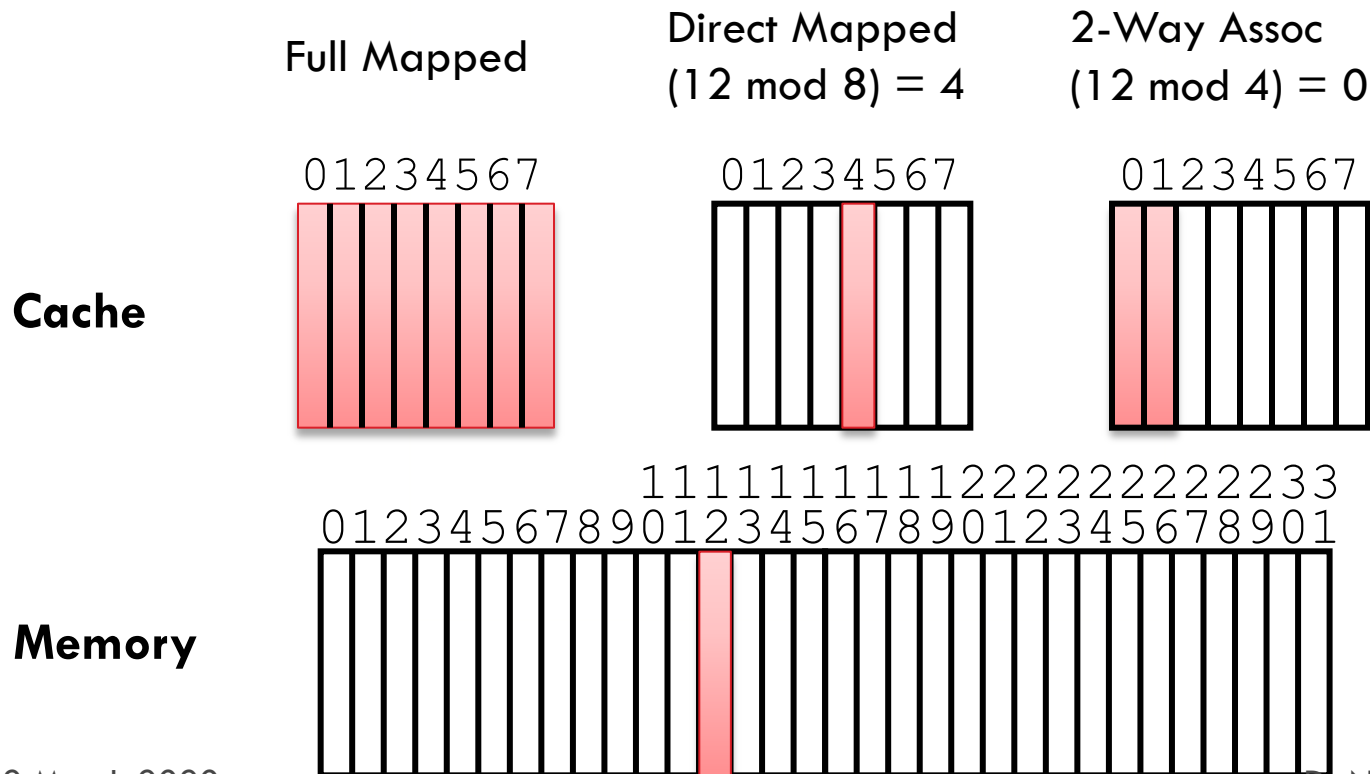 Full Mapped
Direct Mapped
(12 mod 8) = 4
2-Way Assoc
(12 mod 4) = 0
01234567
01234567
01234567
Cache
1111111111222222222233
01234567890123456789012345678901
Memory